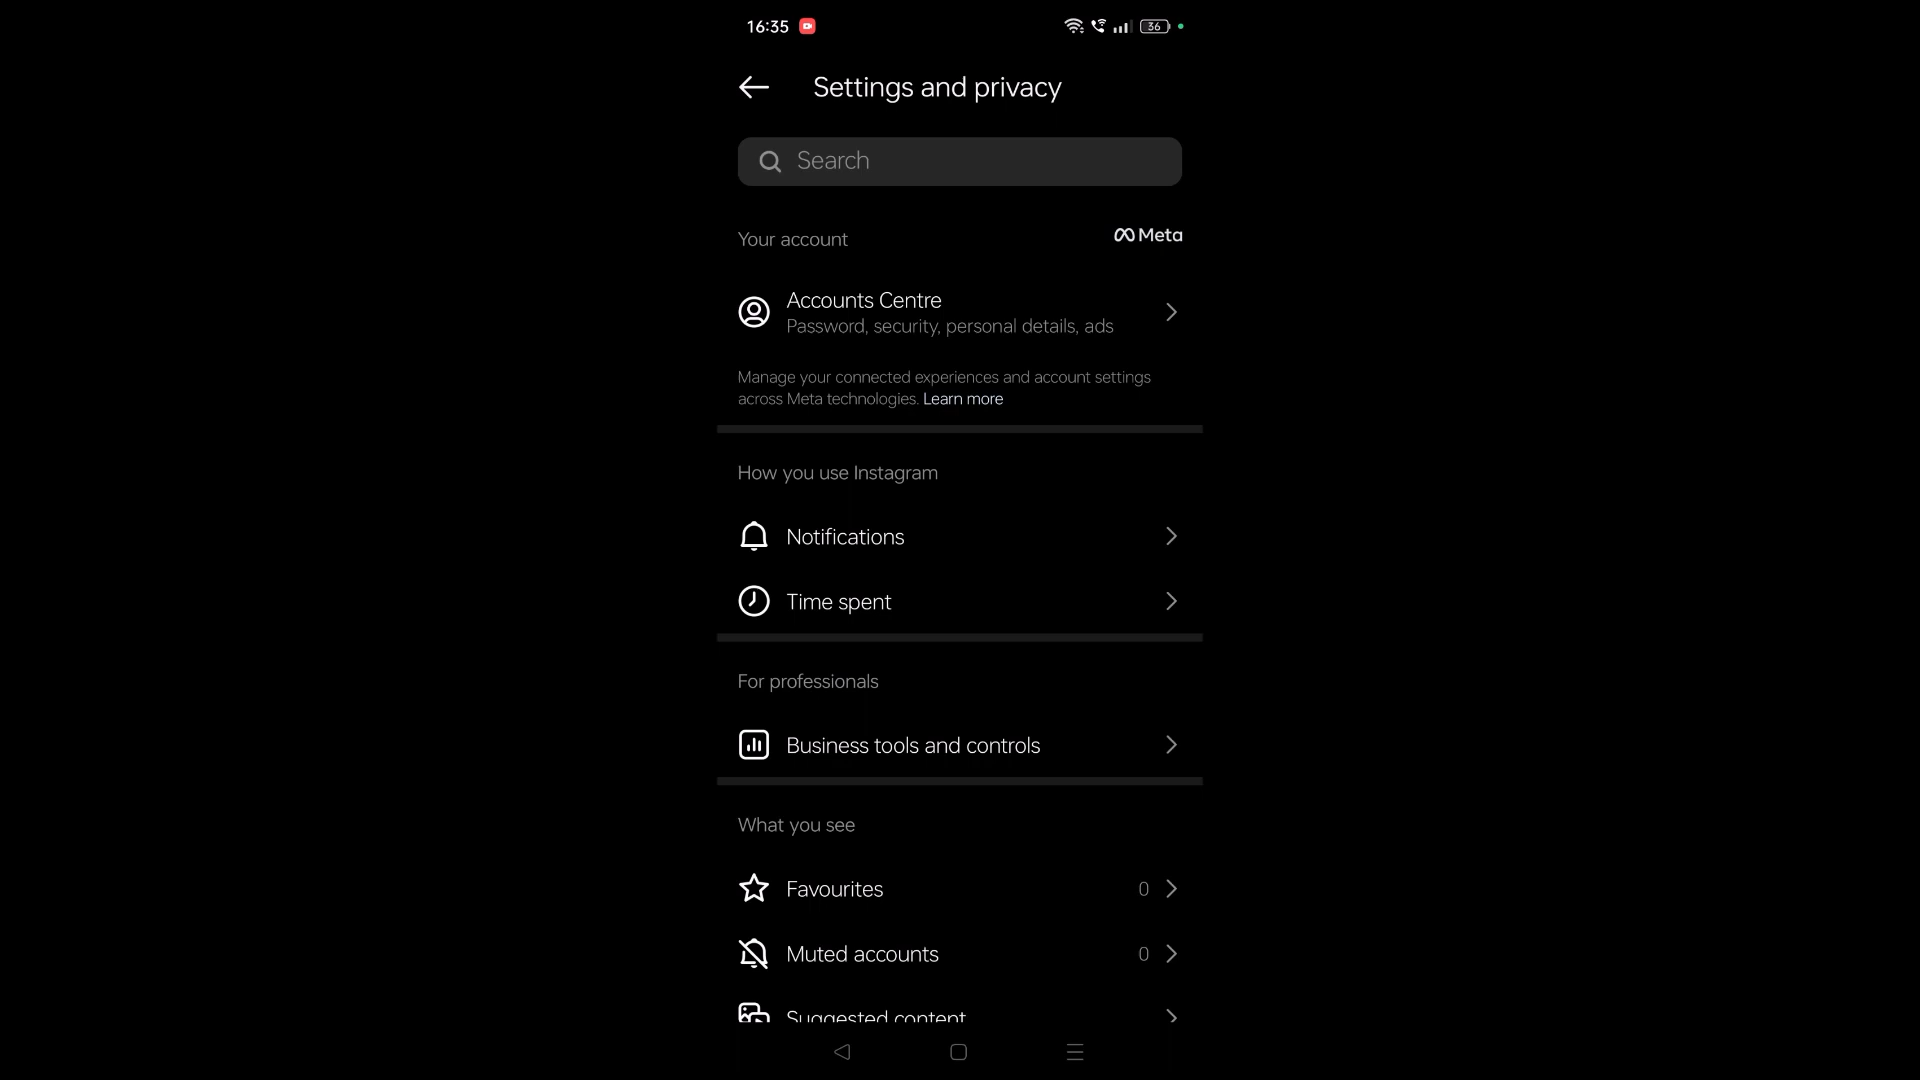 16:35
36
Settings and privacy
Search
Your account
Meta
Accounts Centre
Password, security, personal details, ads
Manage your connected experiences and account settings
across Meta technologies. Learn more
How you use Instagram
Notifications
Time spent
For professionals
Business tools and controls
What you see
Favourites 0
Muted accounts 0
Suggested content